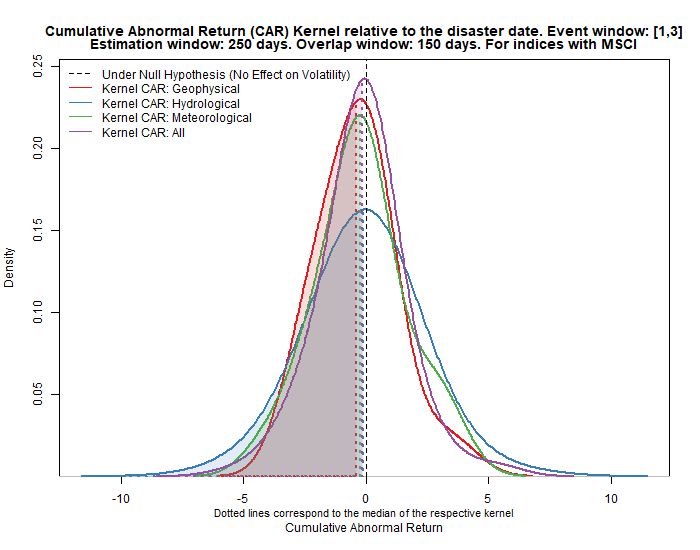 Cumulative Abnormal Return (CAR) Kernel relative to the disaster date. Event window: [1,3]
Estimation window: 250 days. Overlap window: 150 days. For indices with MSCI
Under Null Hypothesis (No Effect on Volatility)
Kernel CAR: Geophysical
Kernel CAR: Hydrological
Kernel CAR: Meteorological
Kernel CAR: All
0.25
0.20
0.15
0.10
0.05
Density
-10 -5 0 5 10
Dotted lines correspond to the median of the respective kernel
Cumulative Abnormal Return